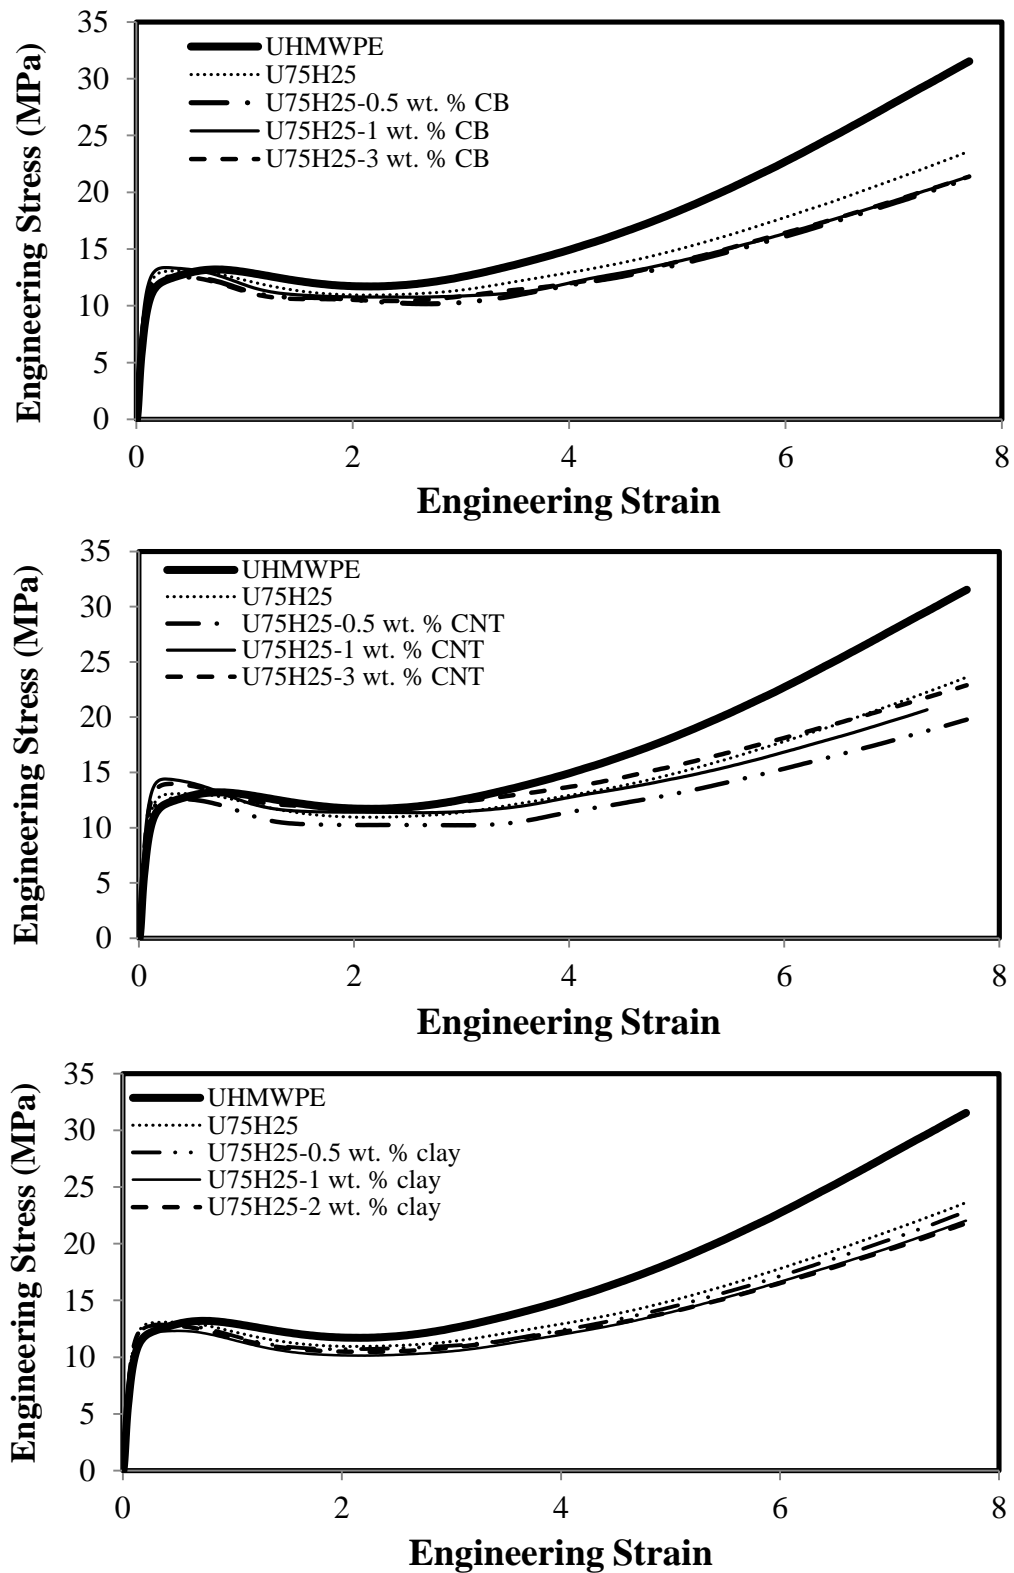 35
30
25
20
15
10
5
0
Engineering Stress (MPa)
UHMWPE
U75H25
U75H25-0.5 wt. % CB
U75H25-1 wt. % CB
U75H25-3 wt. % CB
0 2 4 6 8
Engineering Strain
35
30
25
20
15
10
5
0
Engineering Stress (MPa)
UHMWPE
U75H25
U75H25-0.5 wt. % CNT
U75H25-1 wt. % CNT
U75H25-3 wt. % CNT
0 2 4 6 8
Engineering Strain
35
30
25
20
15
10
5
0
Engineering Stress (MPa)
UHMWPE
U75H25
U75H25-0.5 wt. % clay
U75H25-1 wt. % clay
U75H25-2 wt. % clay
0 2 4 6 8
Engineering Strain